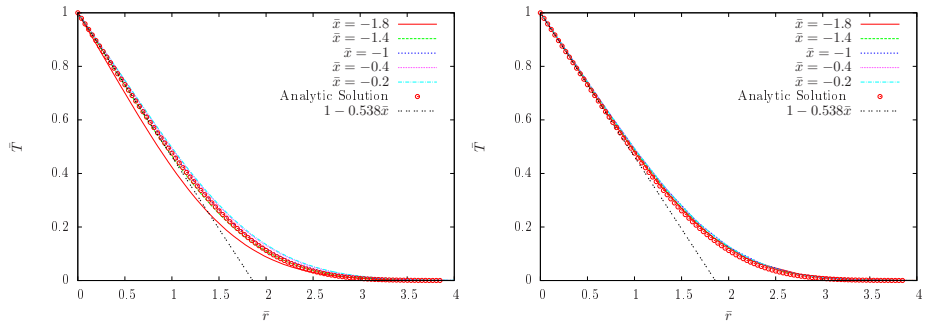 1
0.8
0.6
0.4
0.2
0
T̄
0 0.5 1 1.5 2 2.5 3 3.5 4
r̄
x̄ = −1.8
x̄ = −1.4
x̄ = −1
x̄ = −0.4
x̄ = −0.2
Analytic Solution
1 − 0.538x̄
1
0.8
0.6
0.4
0.2
0
T̄
0 0.5 1 1.5 2 2.5 3 3.5 4
r̄
x̄ = −1.8
x̄ = −1.4
x̄ = −1
x̄ = −0.4
x̄ = −0.2
Analytic Solution
1 − 0.538x̄